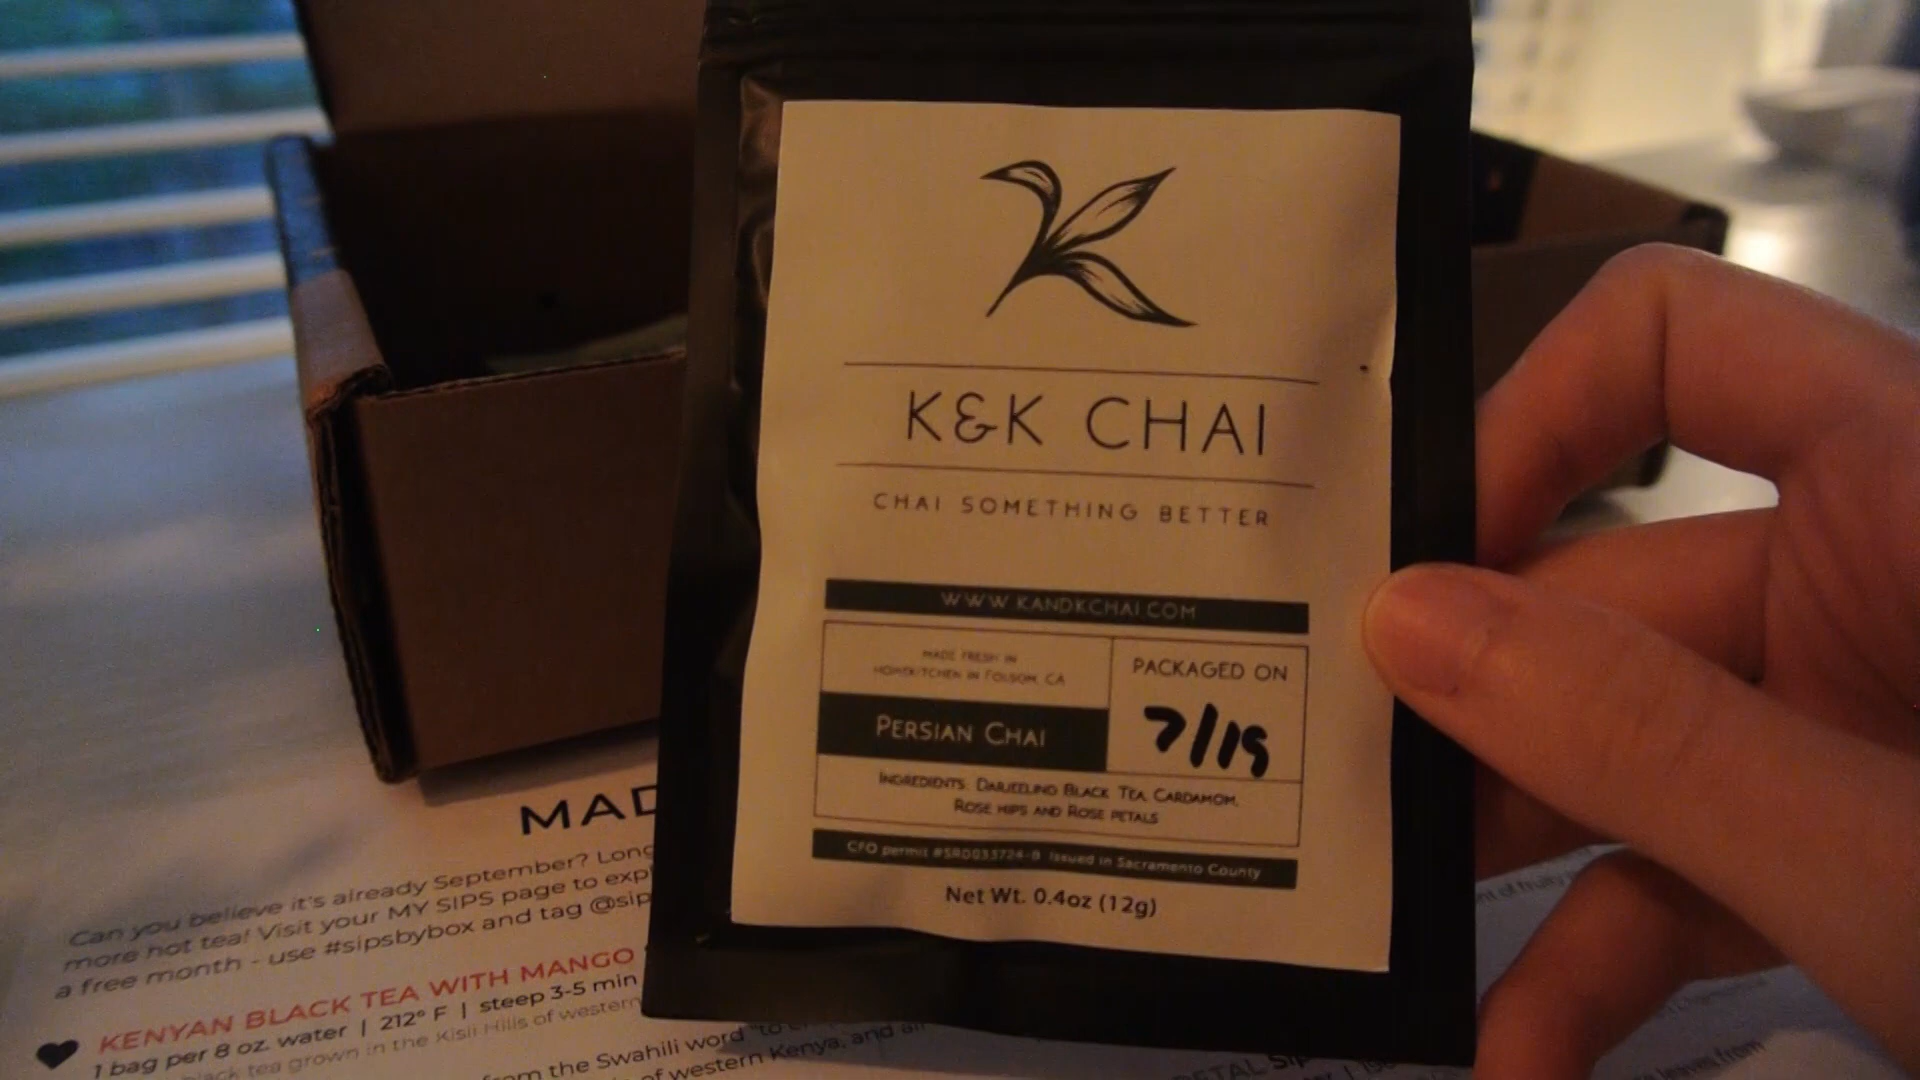 K&K CHAI
CHAI SOMETHING BETTER
WWW.KANDKCHAI.COM
MADE FRESH IN
HOMEKITCHEN IN FOLSOM, CA
PERSIAN CHAI
PACKAGED ON
7/19
INGREDIENTS: DARJEELING BLACK TEA, CARDAMOM,
ROSE HIPS AND ROSE PETALS
CFO permit #SR0033724-B Issued in Sacramento County
Net Wt. 0.4oz (12g)
MAD
Can you believe it's already September? Long
more hot tea! Visit your MY SIPS page to exp
a free month - use #sipsbybox and tag @sip
KENYAN BLACK TEA WITH MANGO
1 bag per 8 oz. water | 212° F | steep 3-5 min
black tea grown in the Kisii Hills of western
from the Swahili word "to
of western Kenya, and